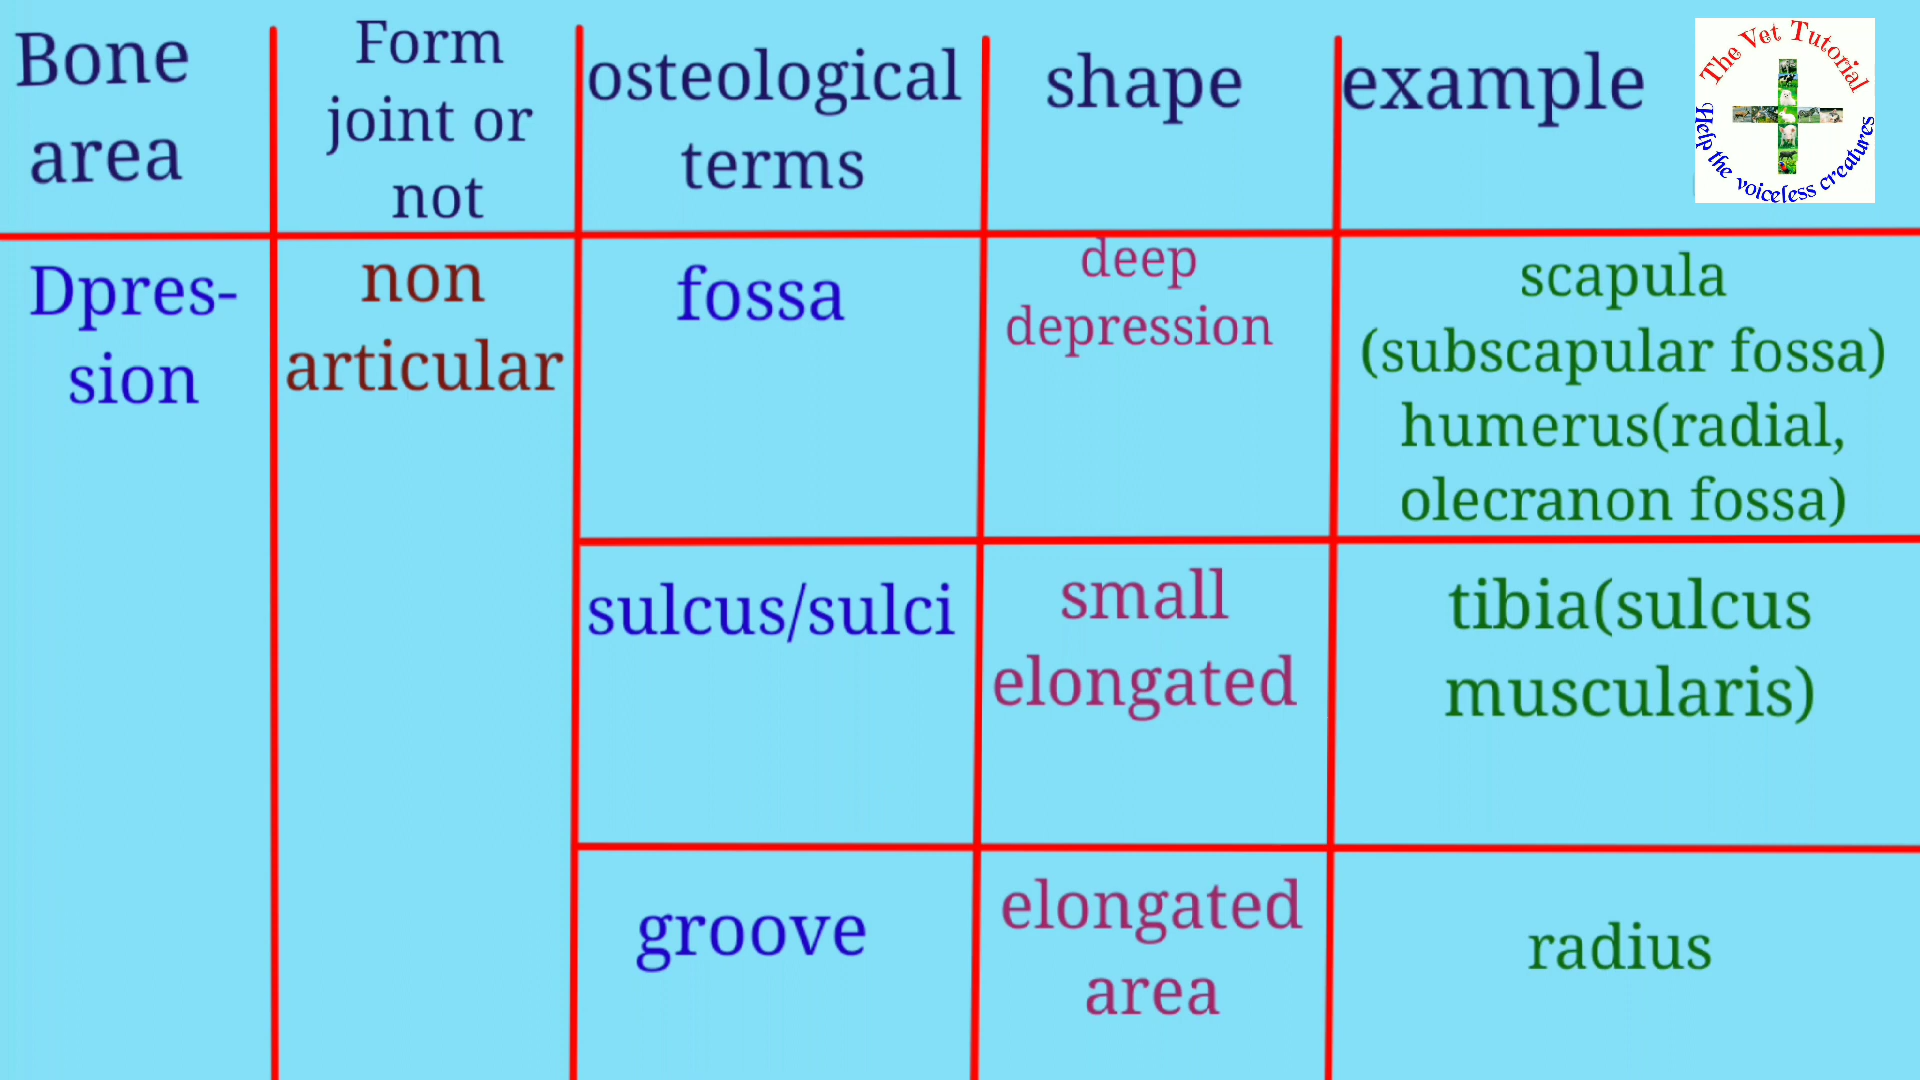 Bone
area
Form
joint or
not
osteological
terms
shape
example
The Vet Tutorial
Help the voiceless creatures
Dpres-
sion
non
articular
fossa
deep
depression
scapula
(subscapular fossa)
humerus(radial,
olecranon fossa)
sulcus/sulci
small
elongated
tibia(sulcus
muscularis)
groove
elongated
area
radius